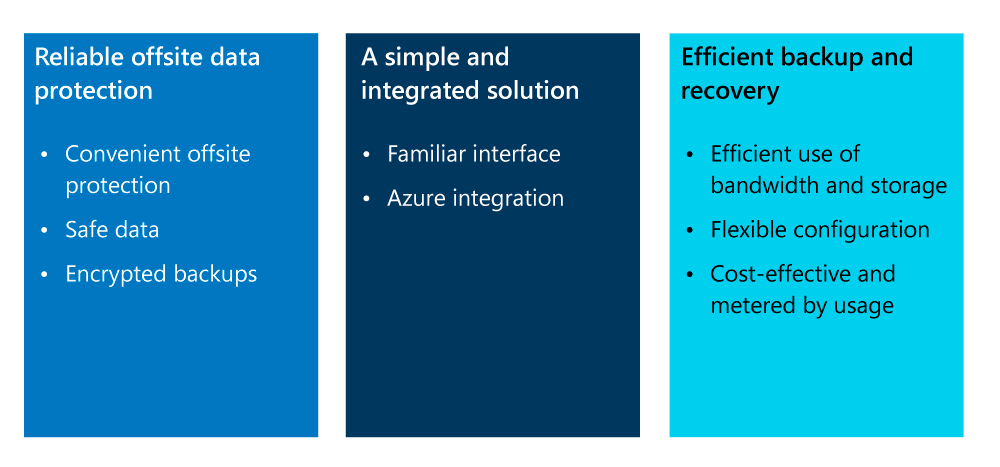 Reliable offsite data
protection
• Convenient offsite
protection
• Safe data
• Encrypted backups
A simple and
integrated solution
• Familiar interface
• Azure integration
Efficient backup and
recovery
• Efficient use of
bandwidth and storage
• Flexible configuration
• Cost-effective and
metered by usage